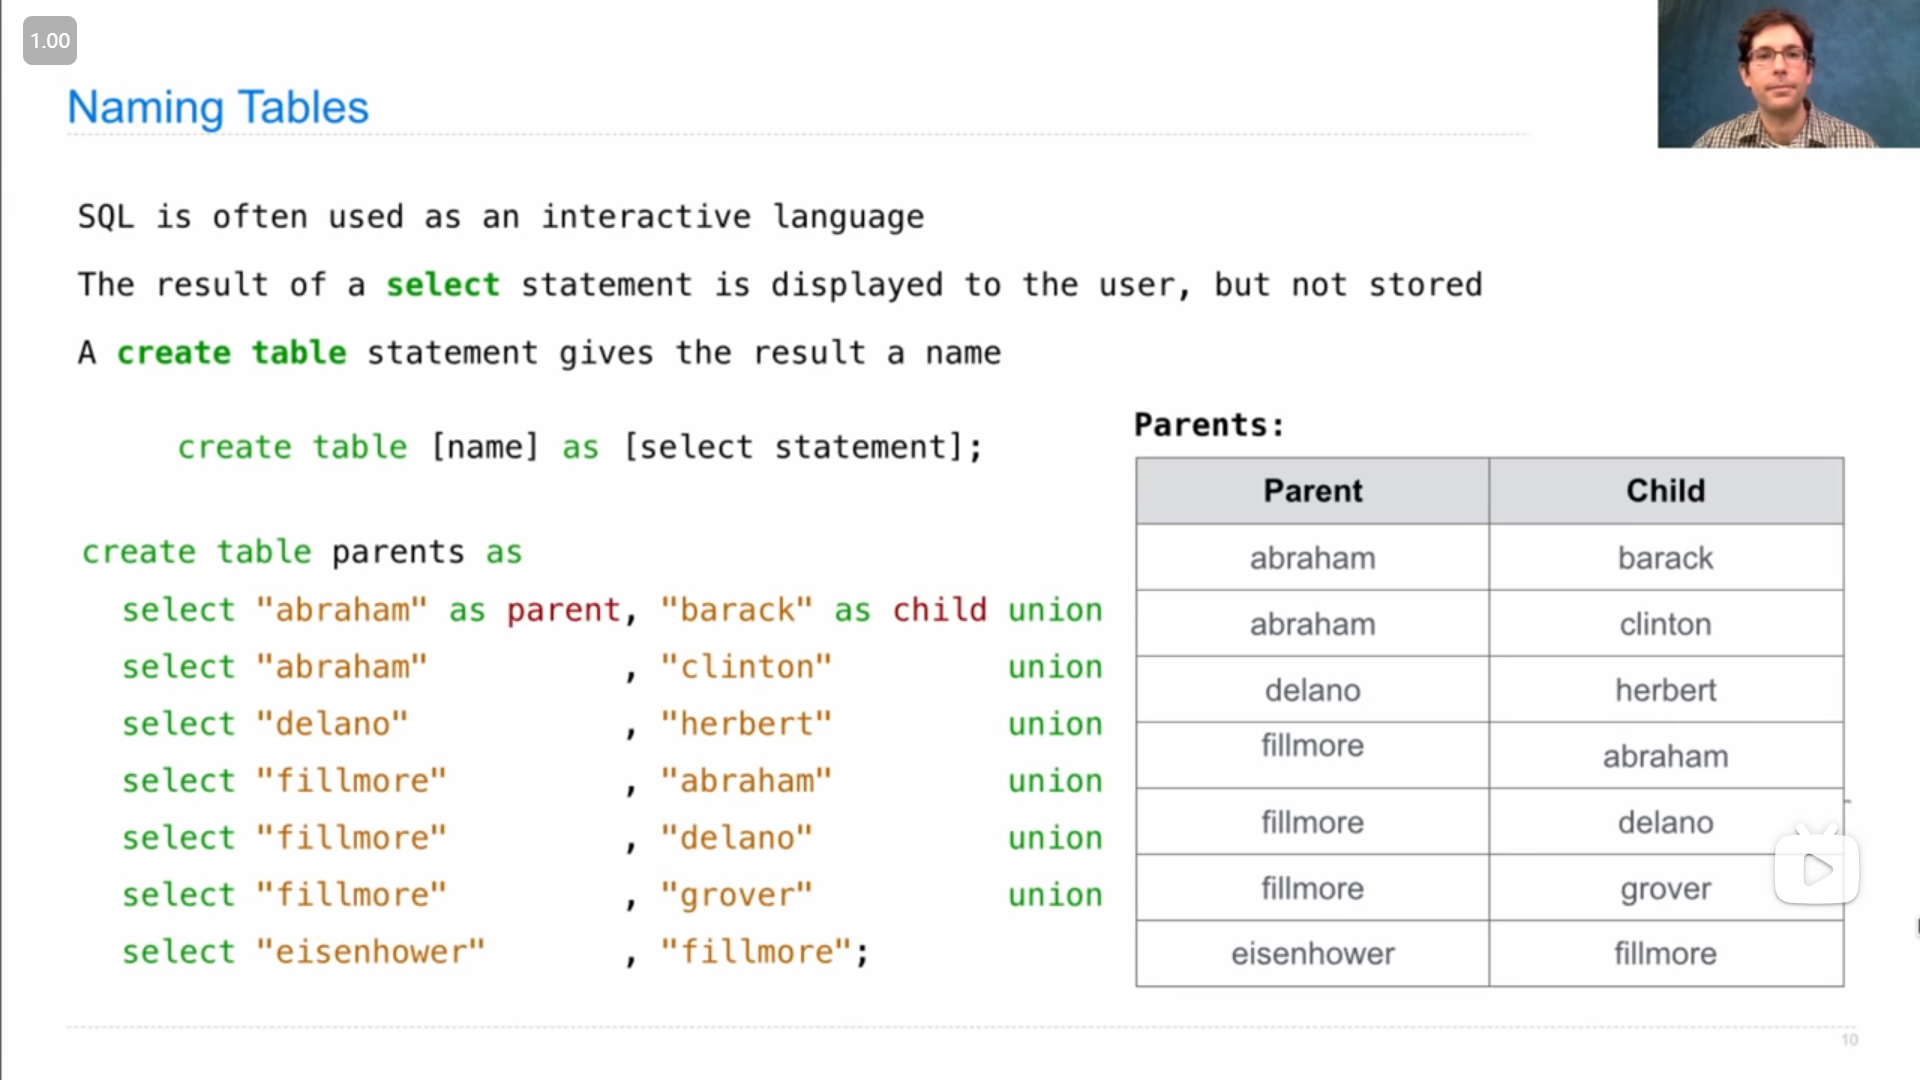 1.00
Naming Tables
SQL is often used as an interactive language
The result of a select statement is displayed to the user, but not stored
A create table statement gives the result a name
create table [name] as [select statement];
create table parents as
select "abraham" as parent, "barack" as child union
select "abraham" , "clinton" union
select "delano" , "herbert" union
select "fillmore" , "abraham" union
select "fillmore" , "delano" union
select "fillmore" , "grover" union
select "eisenhower" , "fillmore";
Parents:
Parent Child
abraham barack
abraham clinton
delano herbert
fillmore abraham
fillmore delano
fillmore grover
eisenhower fillmore
10